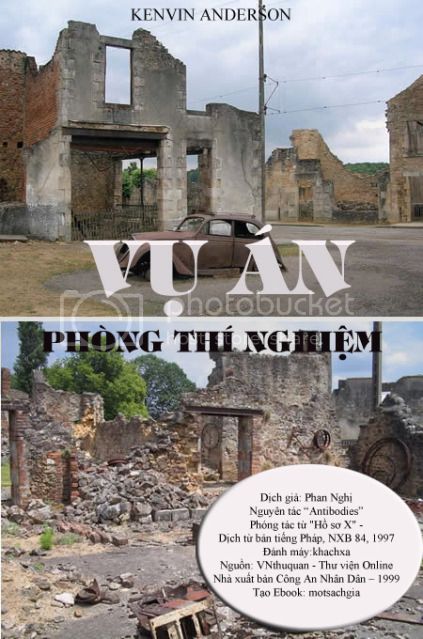 KENVIN ANDERSON
VỤ ÁN
photobucket
PHÒNG THÍ NGHIỆM
Dịch giả: Phan Nghị
Nguyên tác “Antibodies”
Phóng tác từ "Hồ sơ X" -
Dịch từ bản tiếng Pháp, NXB 84, 1997
Đánh máy:khachxa
Nguồn: VNthuquan - Thư viện Online
Nhà xuất bản Công An Nhân Dân – 1999
Tạo Ebook: motsachgia